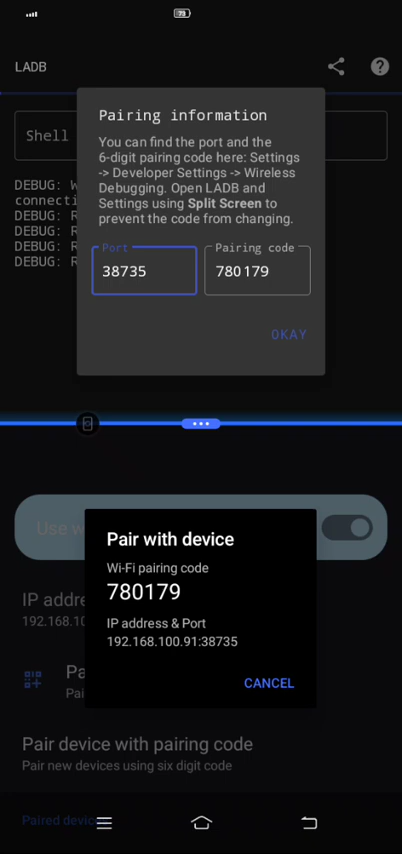 73
LADB
Pairing information
You can find the port and the
6-digit pairing code here: Settings
-> Developer Settings -> Wireless
Debugging. Open LADB and
Settings using Split Screen to
prevent the code from changing.
Shell
Port
Pairing code
38735
780179
OKAY
DEBUG: W
connecti
DEBUG: R
DEBUG: R
DEBUG: R
DEBUG: R
Use w
Pair with device
Wi-Fi pairing code
780179
IP address & Port
192.168.100.91:38735
CANCEL
IP addre
192.168.10
Pa
Pai
Pair device with pairing code
Pair new devices using six digit code
Paired devices